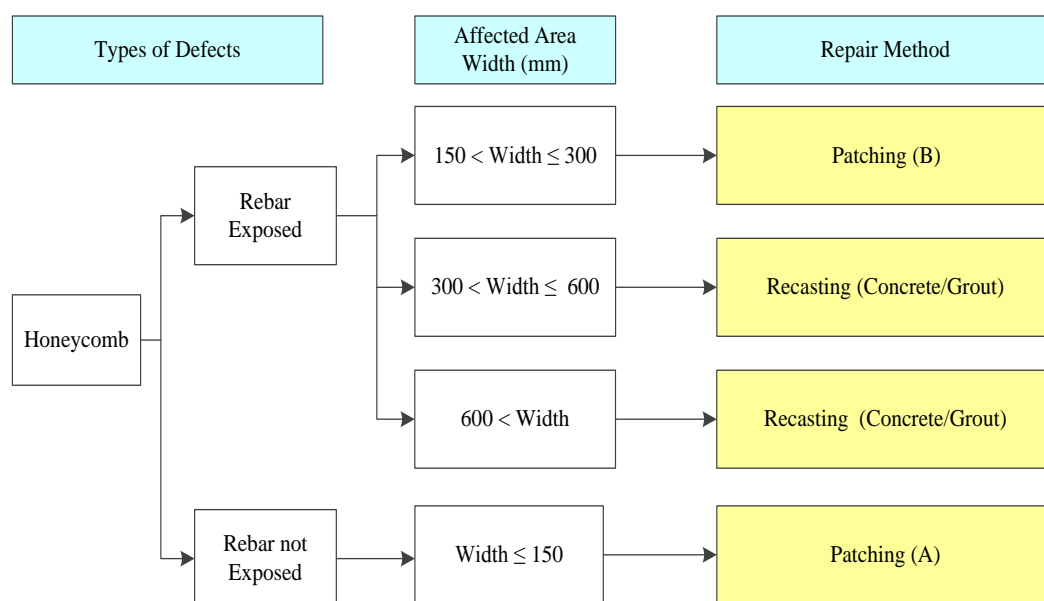 Types of Defects
Affected Area
Width (mm)
Repair Method
150 < Width ≤ 300
Patching (B)
Rebar
Exposed
300 < Width ≤ 600
Recasting (Concrete/Grout)
Honeycomb
600 < Width
Recasting (Concrete/Grout)
Rebar not
Exposed
Width ≤ 150
Patching (A)